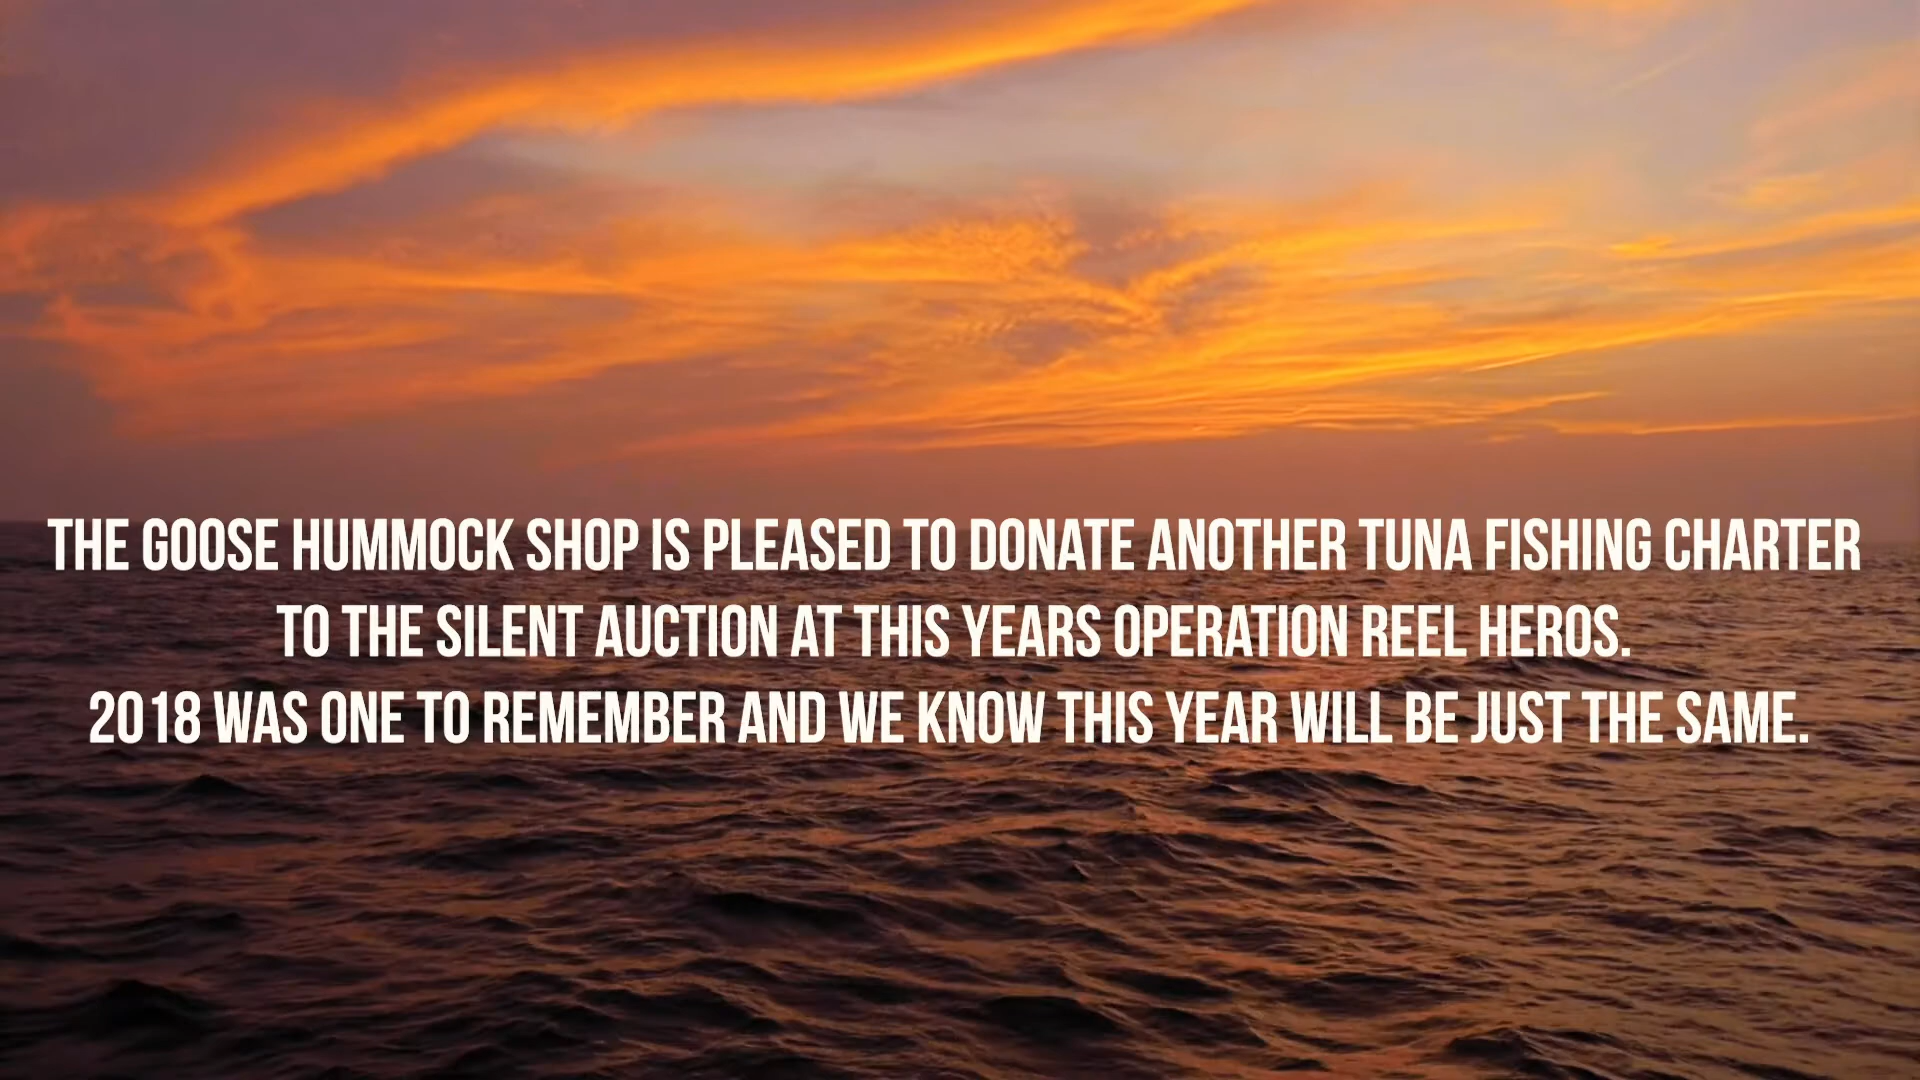 THE GOOSE HUMMOCK SHOP IS PLEASED TO DONATE ANOTHER TUNA FISHING CHARTER
TO THE SILENT AUCTION AT THIS YEARS OPERATION REEL HEROS.
2018 WAS ONE TO REMEMBER AND WE KNOW THIS YEAR WILL BE JUST THE SAME.